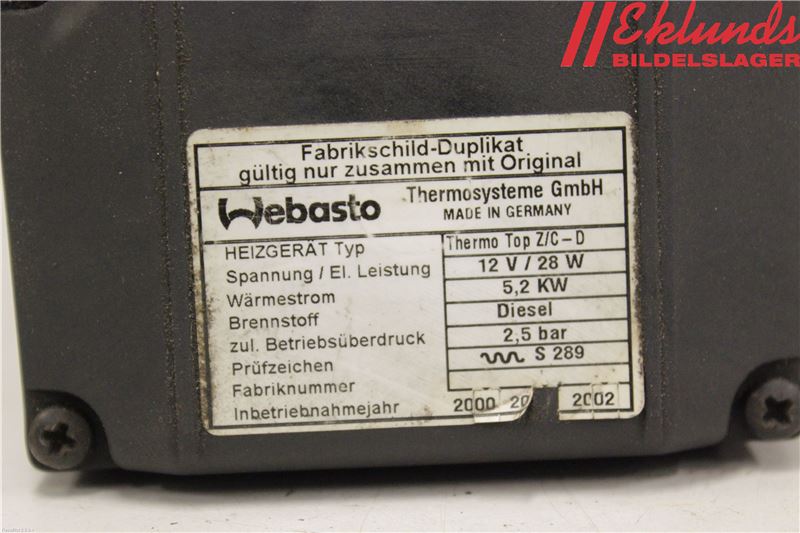 Eklunds
BILDELSLAGER
Fabrikschild-Duplikat
gültig nur zusammen mit Original
Webasto Thermosysteme GmbH
MADE IN GERMANY
HEIZGERÄT Typ Thermo Top Z/C-D
Spannung / El. Leistung 12 V / 28 W
Wärmestrom 5,2 KW
Brennstoff Diesel
zul. Betriebsüberdruck 2,5 bar
Prüfzeichen S 289
Fabriknummer
Inbetriebnahmejahr 2000 2002